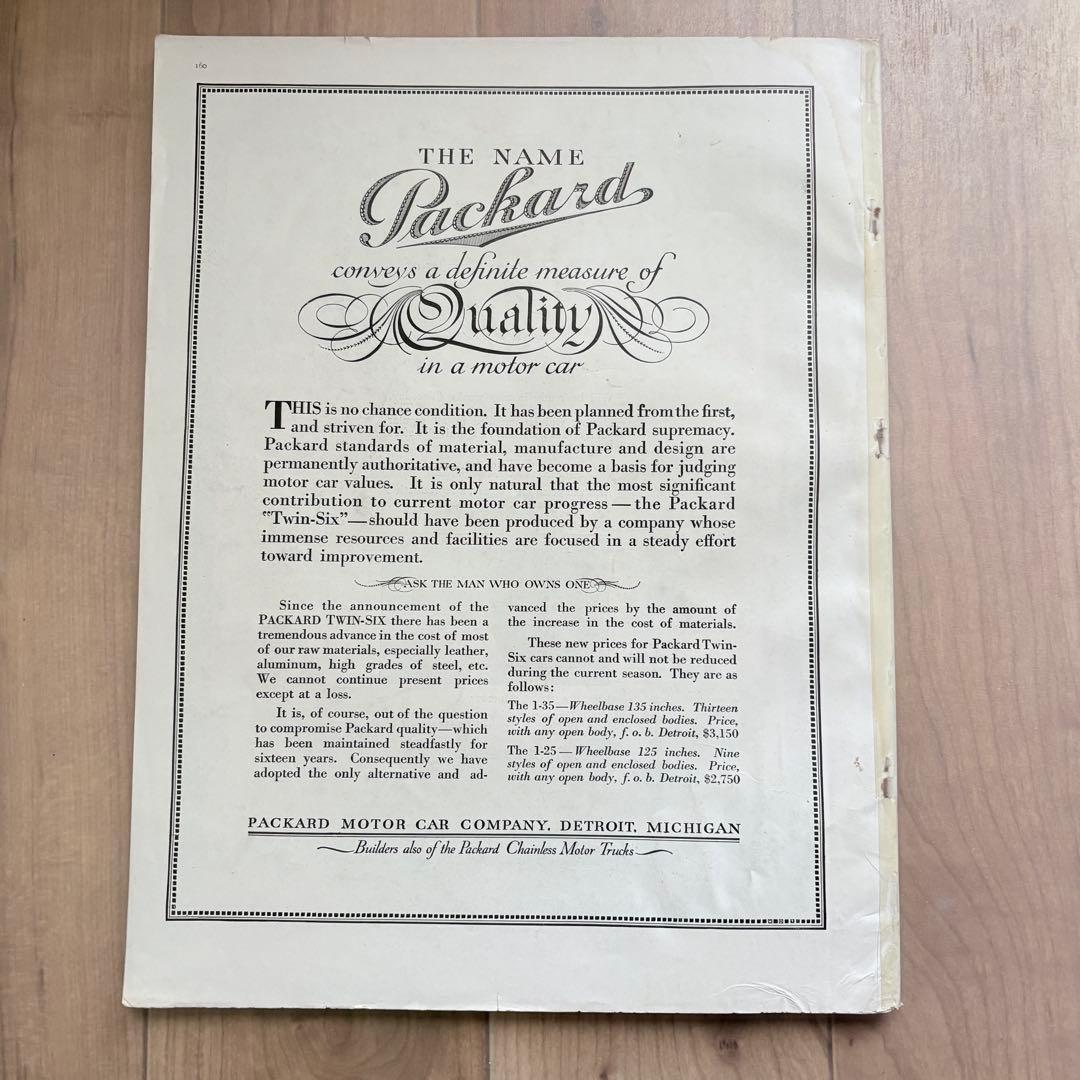 160
THE NAME
Packard
conveys a definite measure of
Quality
in a motor car
THIS is no chance condition. It has been planned from the first,
and striven for. It is the foundation of Packard supremacy.
Packard standards of material, manufacture and design are
permanently authoritative, and have become a basis for judging
motor car values. It is only natural that the most significant
contribution to current motor car progress — the Packard
“Twin-Six”—should have been produced by a company whose
immense resources and facilities are focused in a steady effort
toward improvement.
ASK THE MAN WHO OWNS ONE
Since the announcement of the
PACKARD TWIN-SIX there has been a
tremendous advance in the cost of most
of our raw materials, especially leather,
aluminum, high grades of steel, etc.
We cannot continue present prices
except at a loss.
It is, of course, out of the question
to compromise Packard quality—which
has been maintained steadfastly for
sixteen years. Consequently we have
adopted the only alternative and ad-
vanced the prices by the amount of
the increase in the cost of materials.
These new prices for Packard Twin-
Six cars cannot and will not be reduced
during the current season. They are as
follows:
The 1-35—Wheelbase 135 inches. Thirteen
styles of open and enclosed bodies. Price,
with any open body, f. o. b. Detroit, $3,150
The 1-25 — Wheelbase 125 inches. Nine
styles of open and enclosed bodies. Price,
with any open body, f. o. b. Detroit, $2,750
PACKARD MOTOR CAR COMPANY, DETROIT, MICHIGAN
Builders also of the Packard Chainless Motor Trucks